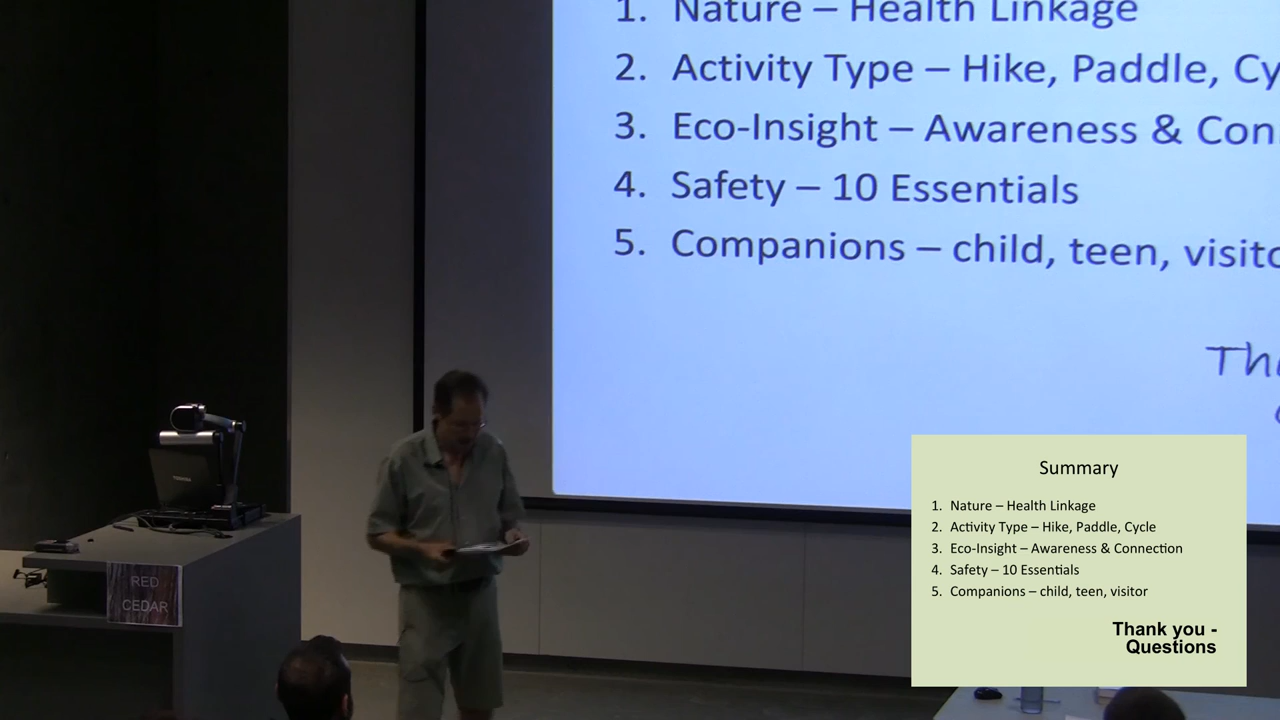 1. Nature – Health Linkage
2. Activity Type – Hike, Paddle, Cy
3. Eco-Insight – Awareness & Con
4. Safety – 10 Essentials
5. Companions – child, teen, visito
Thi
TOSHIBA
RED
CEDAR
Summary
1. Nature – Health Linkage
2. Activity Type – Hike, Paddle, Cycle
3. Eco-Insight – Awareness & Connection
4. Safety – 10 Essentials
5. Companions – child, teen, visitor
Thank you -
Questions